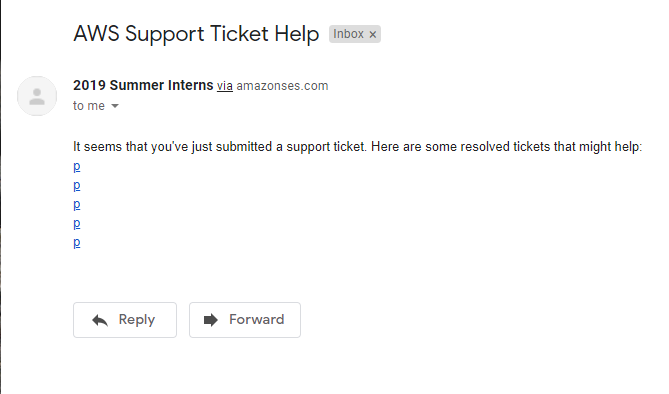 AWS Support Ticket Help Inbox ×
2019 Summer Interns via amazonses.com
to me
It seems that you've just submitted a support ticket. Here are some resolved tickets that might help:
p
p
p
p
p
Reply Forward